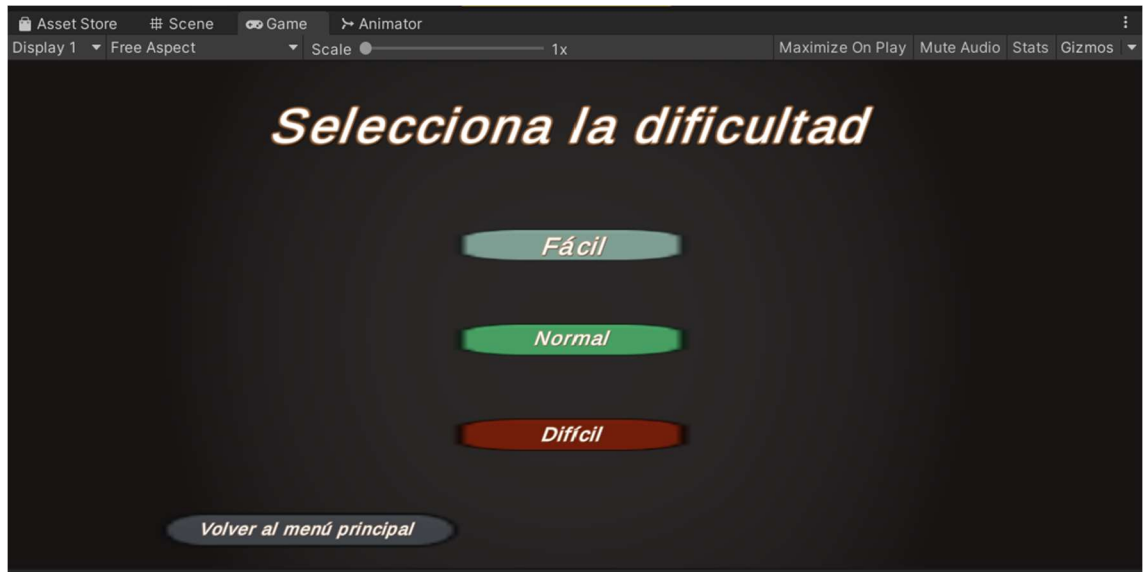 Asset Store Scene Game Animator
Display 1 Free Aspect Scale 1x Maximize On Play Mute Audio Stats Gizmos
Selecciona la dificultad
Fácil
Normal
Difícil
Volver al menú principal